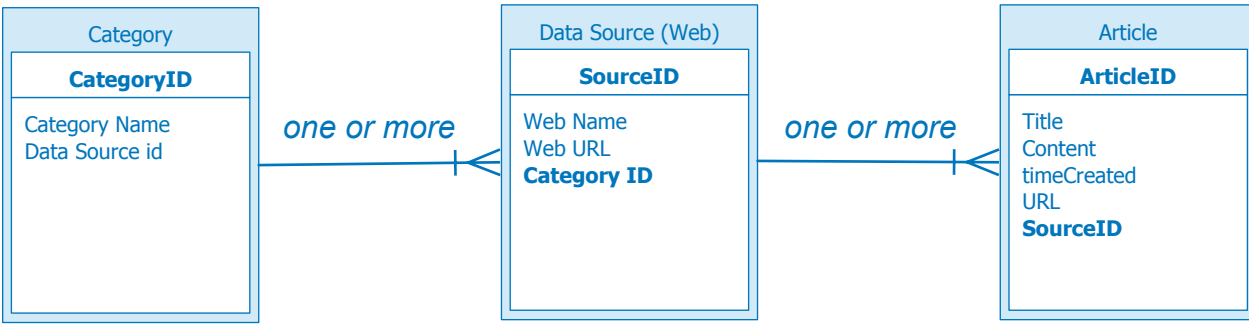 Category
CategoryID
Category Name
Data Source id
one or more
Data Source (Web)
SourceID
Web Name
Web URL
Category ID
one or more
Article
ArticleID
Title
Content
timeCreated
URL
SourceID